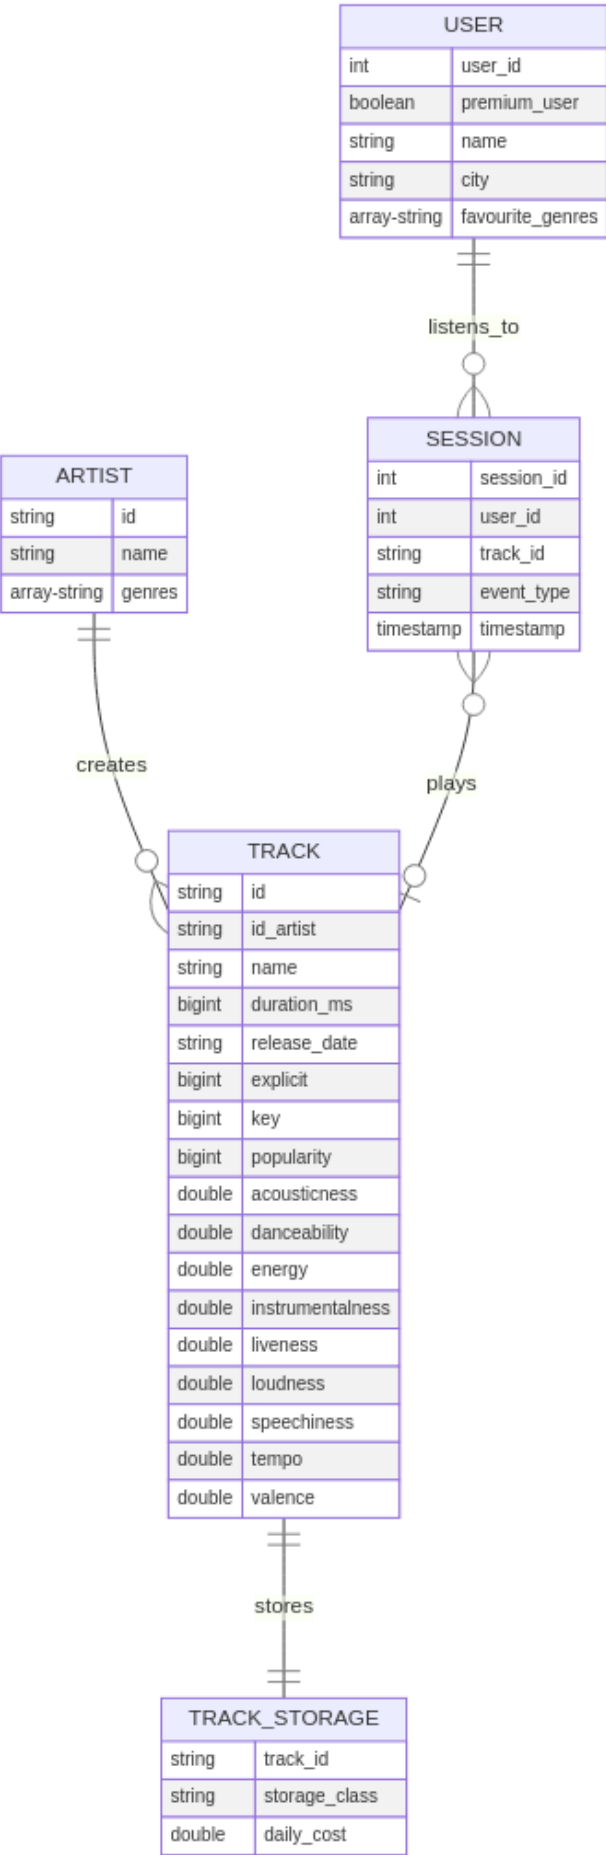 USER
int user_id
boolean premium_user
string name
string city
array-string favourite_genres
listens_to
SESSION
int session_id
int user_id
string track_id
string event_type
timestamp timestamp
ARTIST
string id
string name
array-string genres
creates
plays
TRACK
string id
string id_artist
string name
bigint duration_ms
string release_date
bigint explicit
bigint key
bigint popularity
double acousticness
double danceability
double energy
double instrumentalness
double liveness
double loudness
double speechiness
double tempo
double valence
stores
TRACK_STORAGE
string track_id
string storage_class
double daily_cost